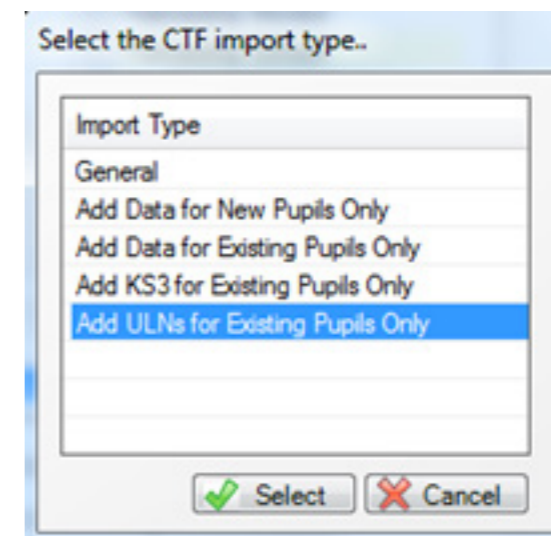 Select the CTF import type..
Import Type
General
Add Data for New Pupils Only
Add Data for Existing Pupils Only
Add KS3 for Existing Pupils Only
Add ULNs for Existing Pupils Only
Select Cancel